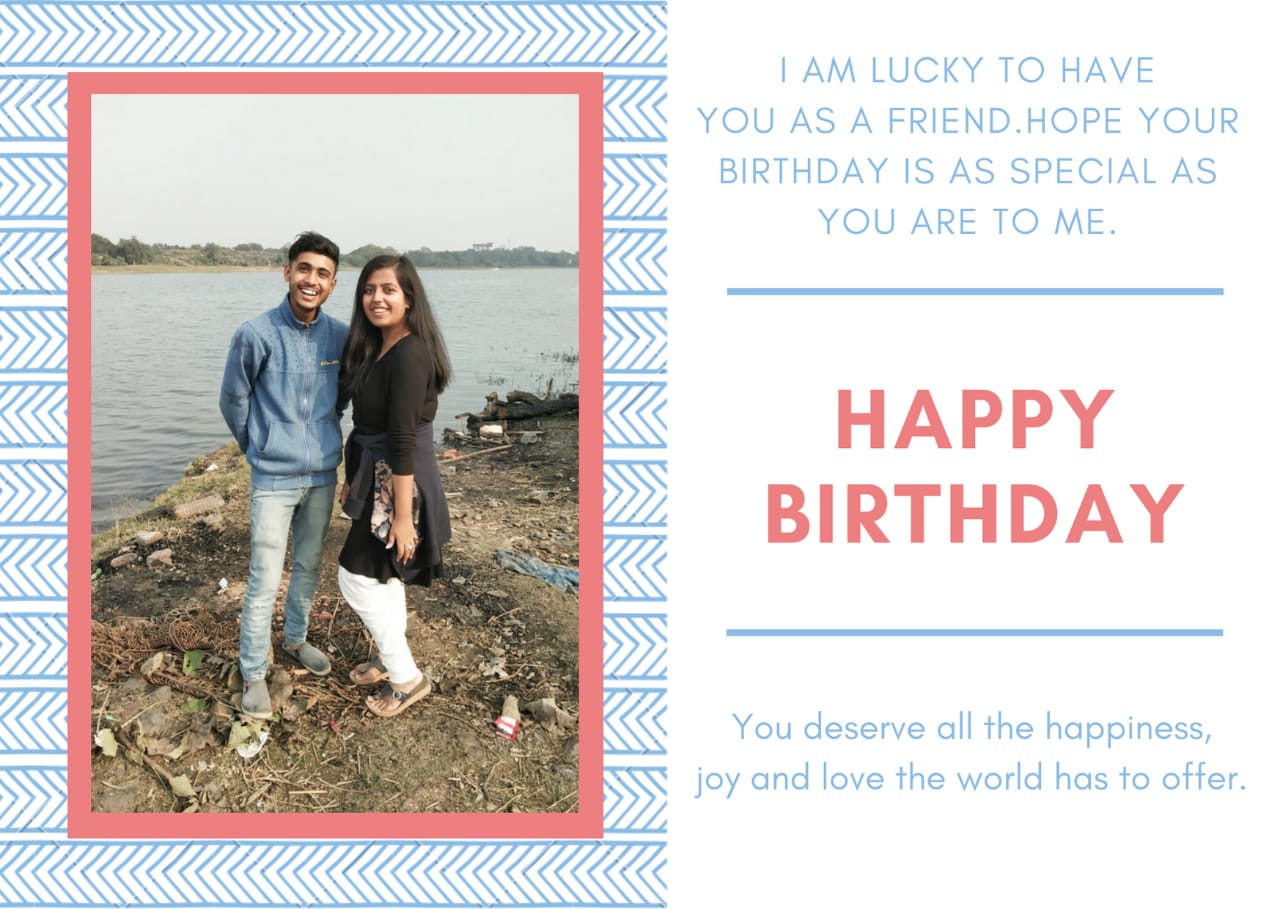 I AM LUCKY TO HAVE
YOU AS A FRIEND.HOPE YOUR
BIRTHDAY IS AS SPECIAL AS
YOU ARE TO ME.
HAPPY
BIRTHDAY
You deserve all the happiness,
joy and love the world has to offer.